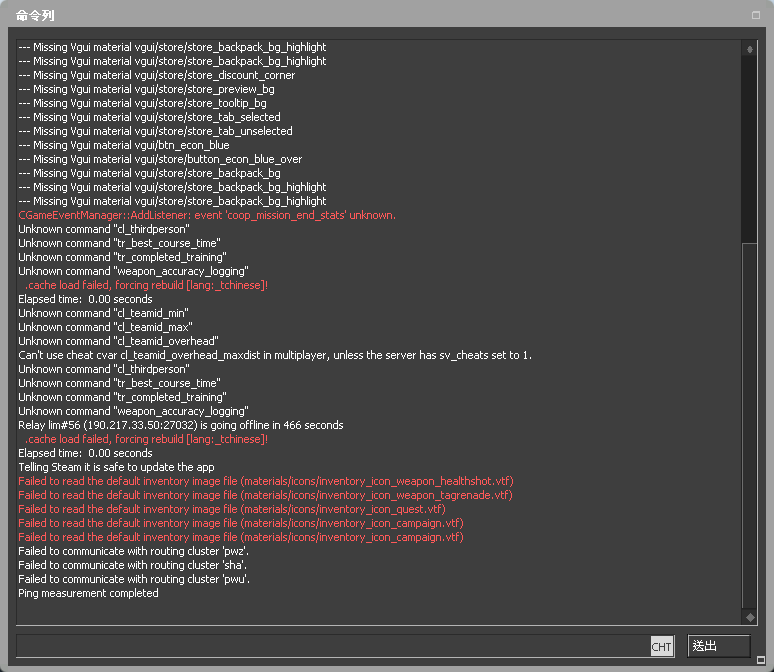 命令列
--- Missing Vgui material vgui/store/store_backpack_bg_highlight
--- Missing Vgui material vgui/store/store_backpack_bg_highlight
--- Missing Vgui material vgui/store/store_discount_corner
--- Missing Vgui material vgui/store/store_preview_bg
--- Missing Vgui material vgui/store/store_tooltip_bg
--- Missing Vgui material vgui/store/store_tab_selected
--- Missing Vgui material vgui/store/store_tab_unselected
--- Missing Vgui material vgui/btn_econ_blue
--- Missing Vgui material vgui/store/button_econ_blue_over
--- Missing Vgui material vgui/store/store_backpack_bg
--- Missing Vgui material vgui/store/store_backpack_bg_highlight
--- Missing Vgui material vgui/store/store_backpack_bg_highlight
CGameEventManager::AddListener: event 'coop_mission_end_stats' unknown.
Unknown command "cl_thirdperson"
Unknown command "tr_best_course_time"
Unknown command "tr_completed_training"
Unknown command "weapon_accuracy_logging"
.cache load failed, forcing rebuild [lang:_tchinese]!
Elapsed time:  0.00 seconds
Unknown command "cl_teamid_min"
Unknown command "cl_teamid_max"
Unknown command "cl_teamid_overhead"
Can't use cheat cvar cl_teamid_overhead_maxdist in multiplayer, unless the server has sv_cheats set to 1.
Unknown command "cl_thirdperson"
Unknown command "tr_best_course_time"
Unknown command "tr_completed_training"
Unknown command "weapon_accuracy_logging"
Relay lim#56 (190.217.33.50:27032) is going offline in 466 seconds
.cache load failed, forcing rebuild [lang:_tchinese]!
Elapsed time:  0.00 seconds
Telling Steam it is safe to update the app
Failed to read the default inventory image file (materials/icons/inventory_icon_weapon_healthshot.vtf)
Failed to read the default inventory image file (materials/icons/inventory_icon_weapon_tagrenade.vtf)
Failed to read the default inventory image file (materials/icons/inventory_icon_quest.vtf)
Failed to read the default inventory image file (materials/icons/inventory_icon_campaign.vtf)
Failed to read the default inventory image file (materials/icons/inventory_icon_campaign.vtf)
Failed to communicate with routing cluster 'pwz'.
Failed to communicate with routing cluster 'sha'.
Failed to communicate with routing cluster 'pwu'.
Ping measurement completed
CHT
送出